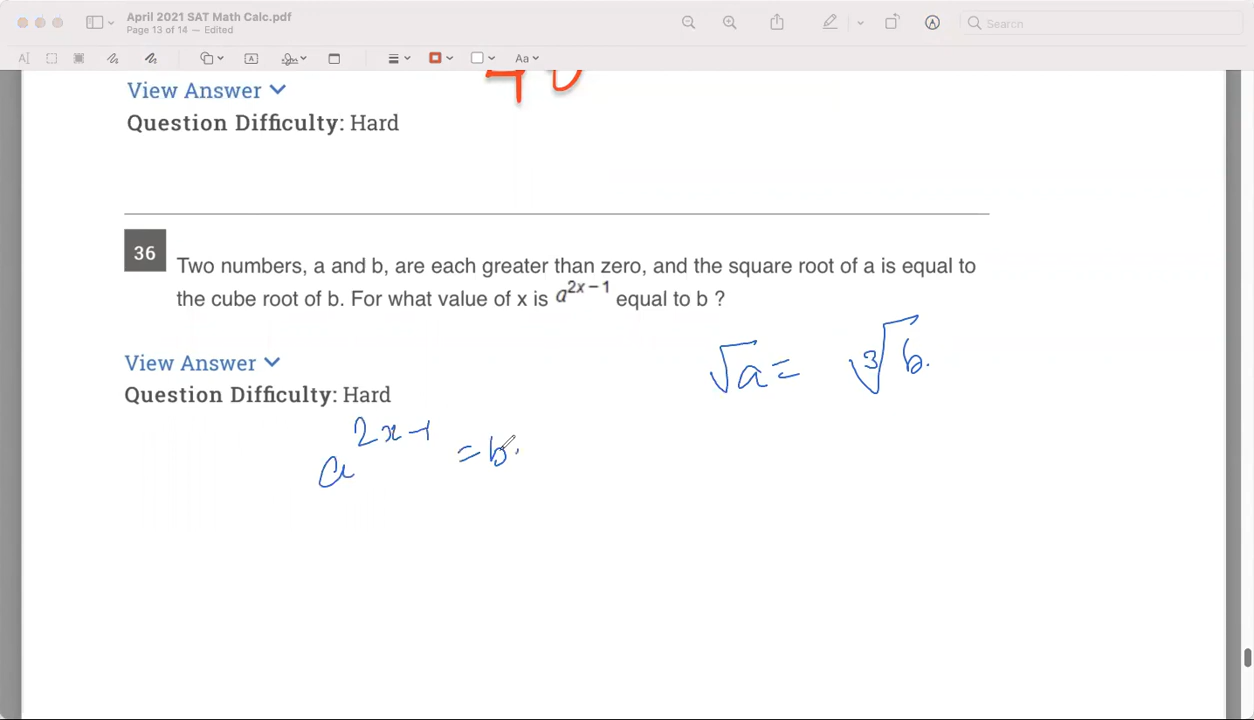 April 2021 SAT Math Calc.pdf
Page 13 of 14 — Edited
Search
Aa
View Answer
Question Difficulty: Hard
36
Two numbers, a and b, are each greater than zero, and the square root of a is equal to
the cube root of b. For what value of x is a^{2x−1} equal to b ?
√a = ∛b.
View Answer
Question Difficulty: Hard
a^{2x−1} = b.